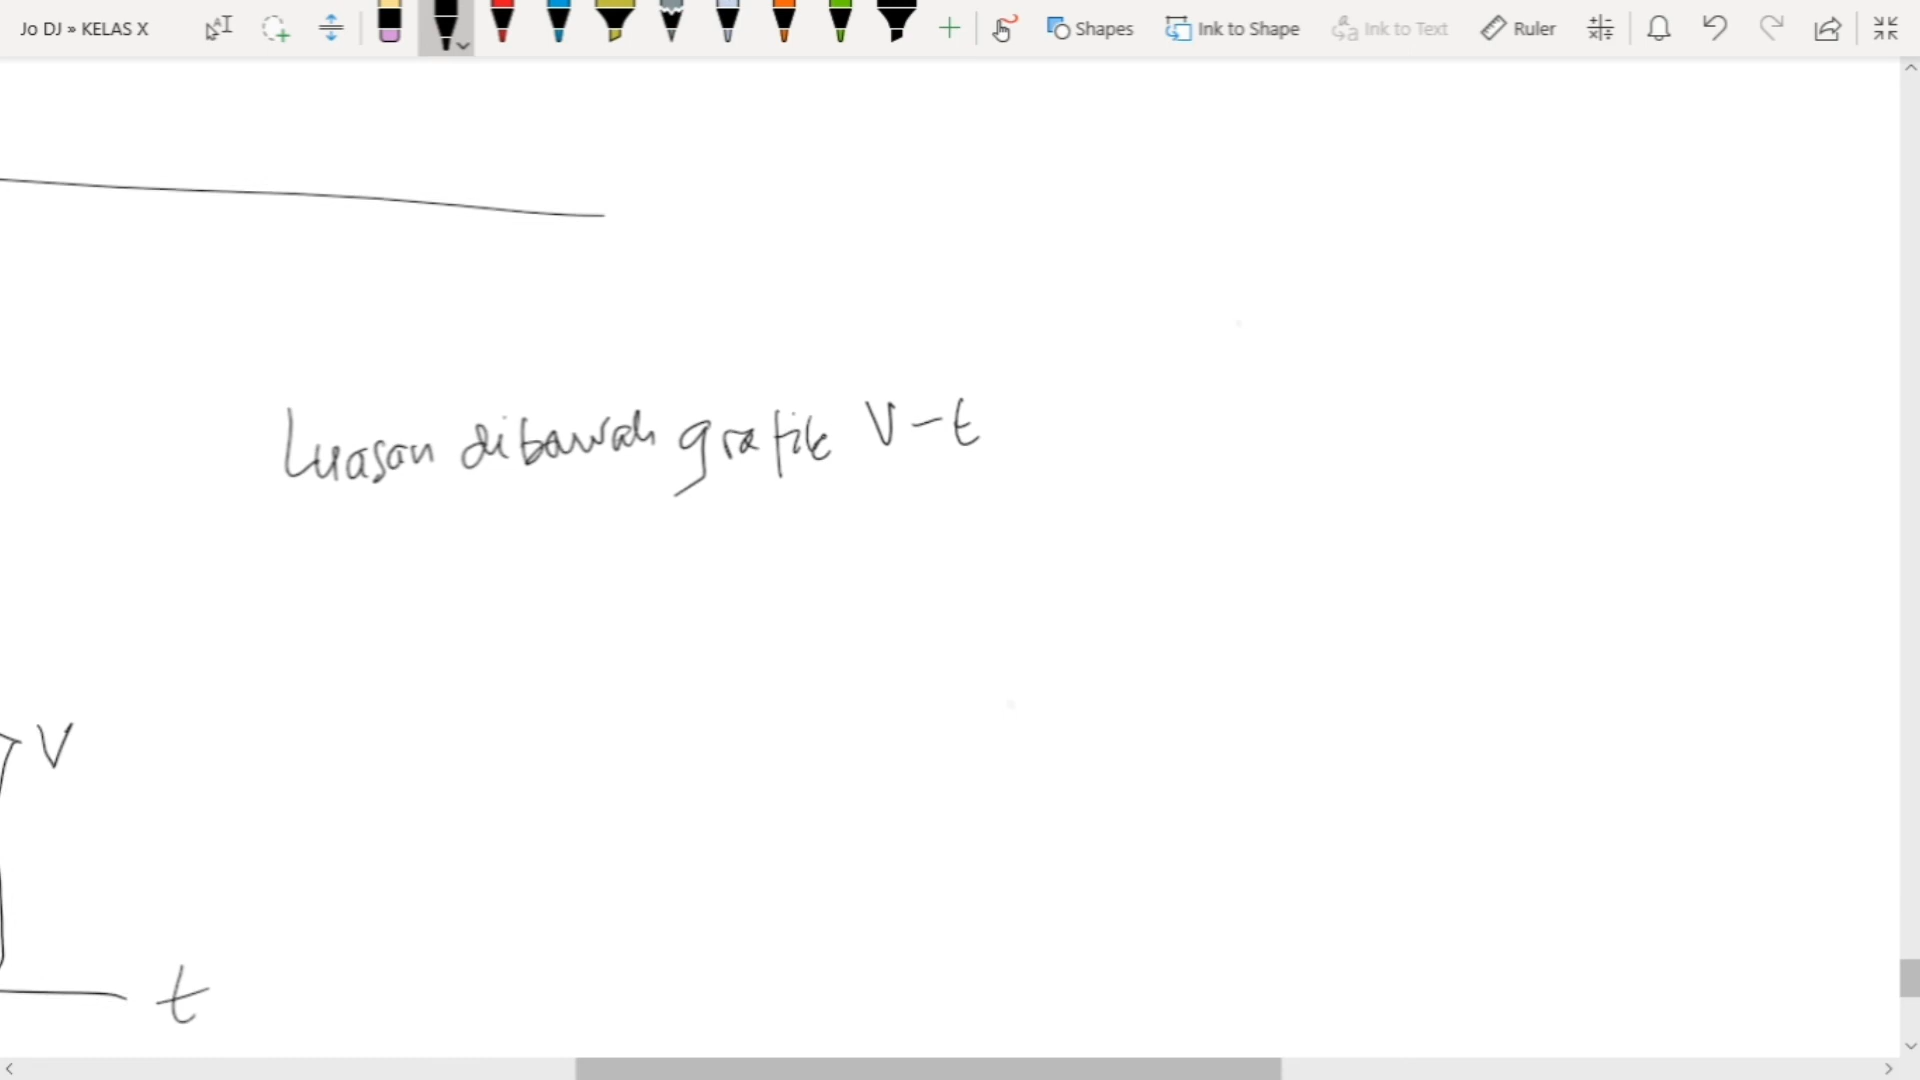 Jo DJ » KELAS X
Shapes
Ink to Shape
Ink to Text
Ruler
Luasan dibawah grafik V-t
V
t